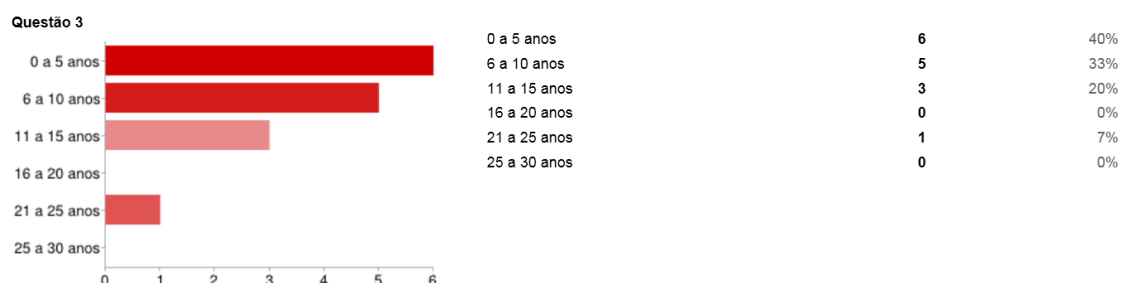 Questão 3
0 a 5 anos
6 a 10 anos
11 a 15 anos
16 a 20 anos
21 a 25 anos
25 a 30 anos
0 1 2 3 4 5 6
0 a 5 anos 6 40%
6 a 10 anos 5 33%
11 a 15 anos 3 20%
16 a 20 anos 0 0%
21 a 25 anos 1 7%
25 a 30 anos 0 0%